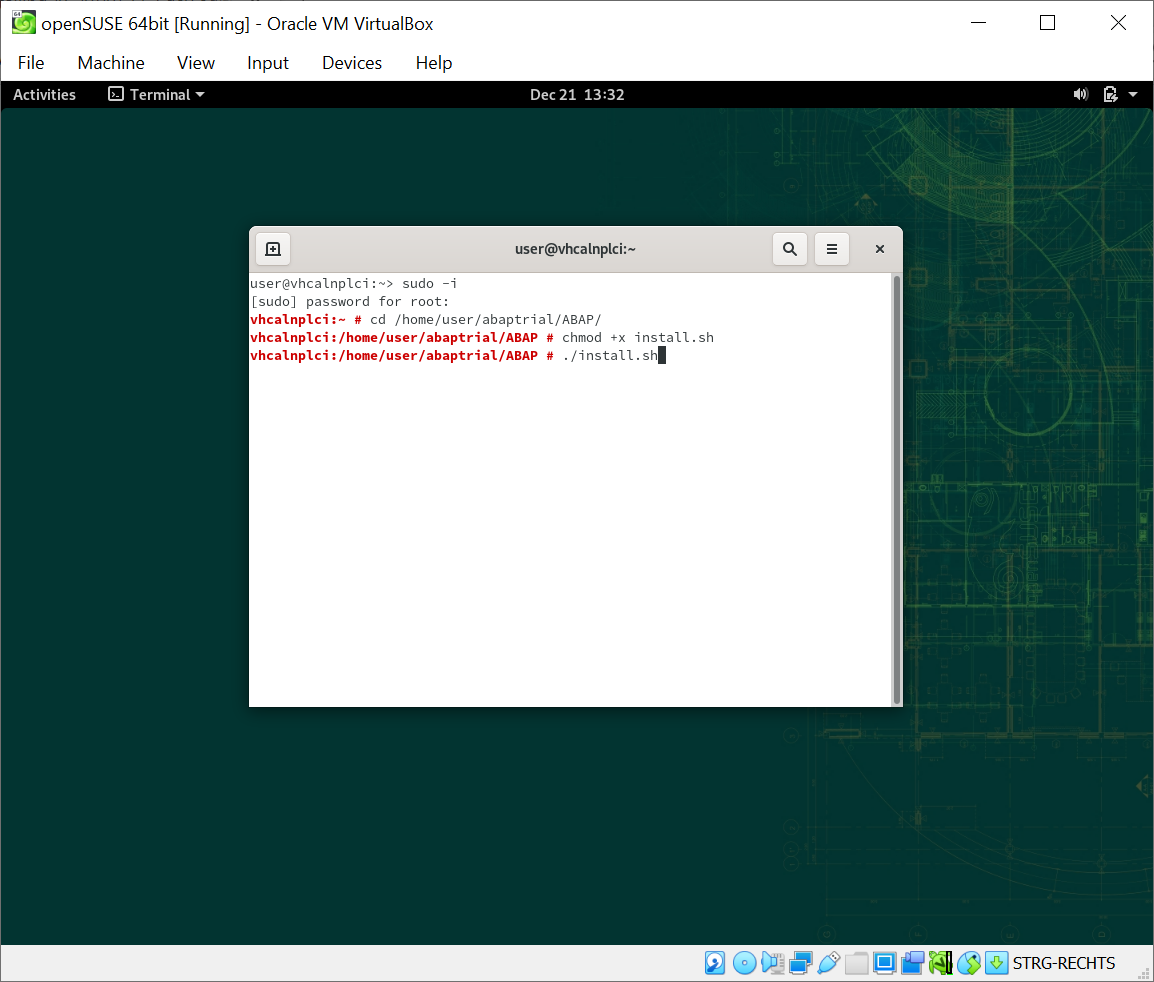 openSUSE 64bit [Running] - Oracle VM VirtualBox
File Machine View Input Devices Help
Activities Terminal Dec 21 13:32
user@vhcalnplci:~
user@vhcalnplci:~> sudo -i
[sudo] password for root:
vhcalnplci:~ # cd /home/user/abaptrial/ABAP/
vhcalnplci:/home/user/abaptrial/ABAP # chmod +x install.sh
vhcalnplci:/home/user/abaptrial/ABAP # ./install.sh
STRG-RECHTS